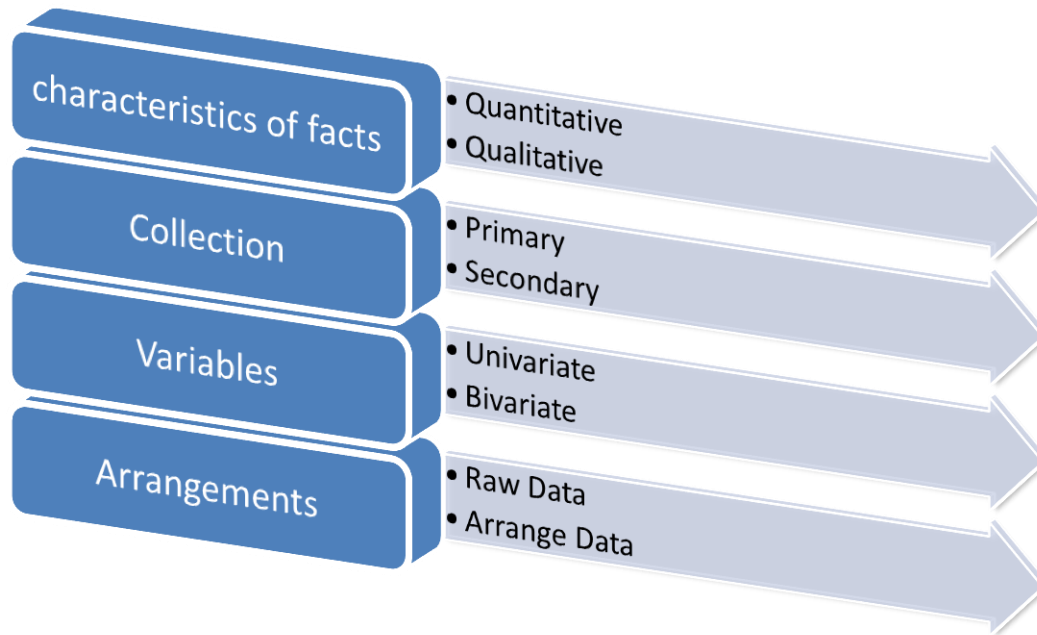 characteristics of facts
• Quantitative
• Qualitative
Collection
• Primary
• Secondary
Variables
• Univariate
• Bivariate
Arrangements
• Raw Data
• Arrange Data